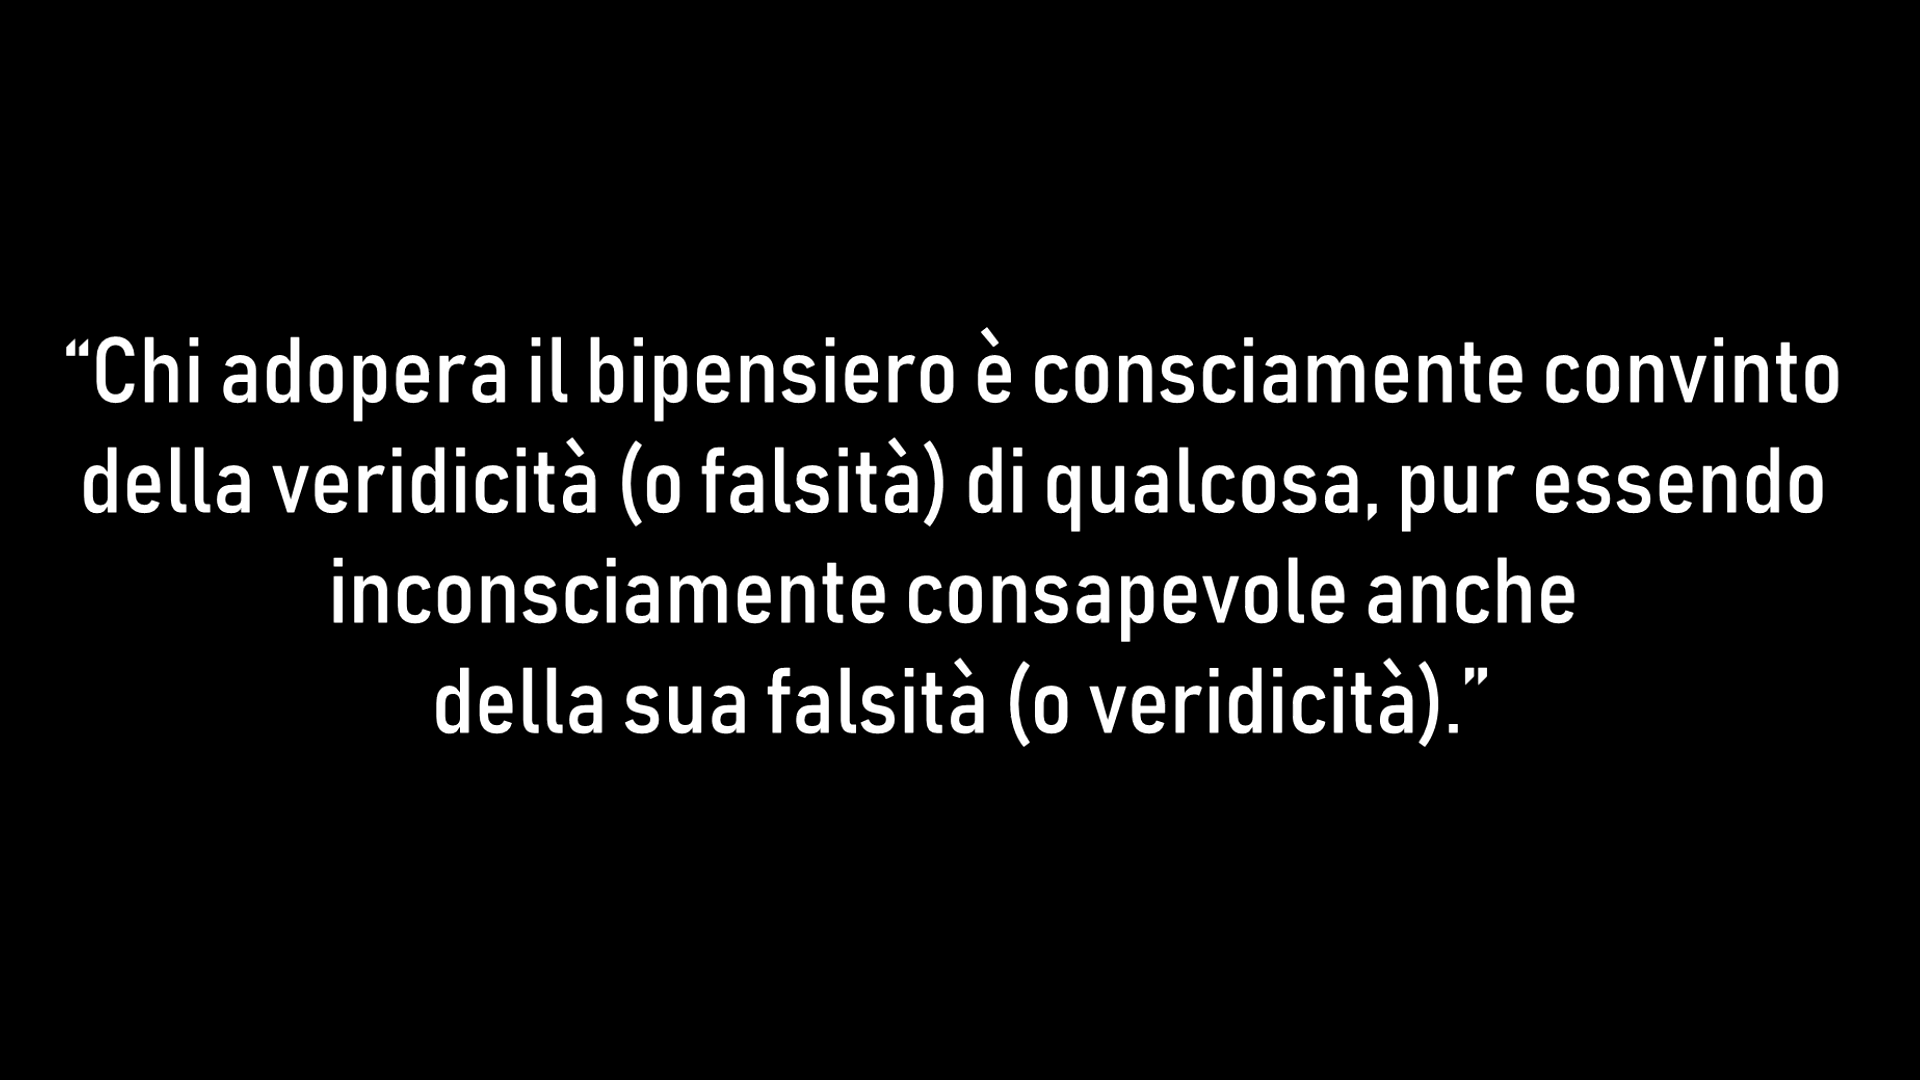 “Chi adopera il bipensiero è consciamente convinto
della veridicità (o falsità) di qualcosa, pur essendo
inconsciamente consapevole anche
della sua falsità (o veridicità).”